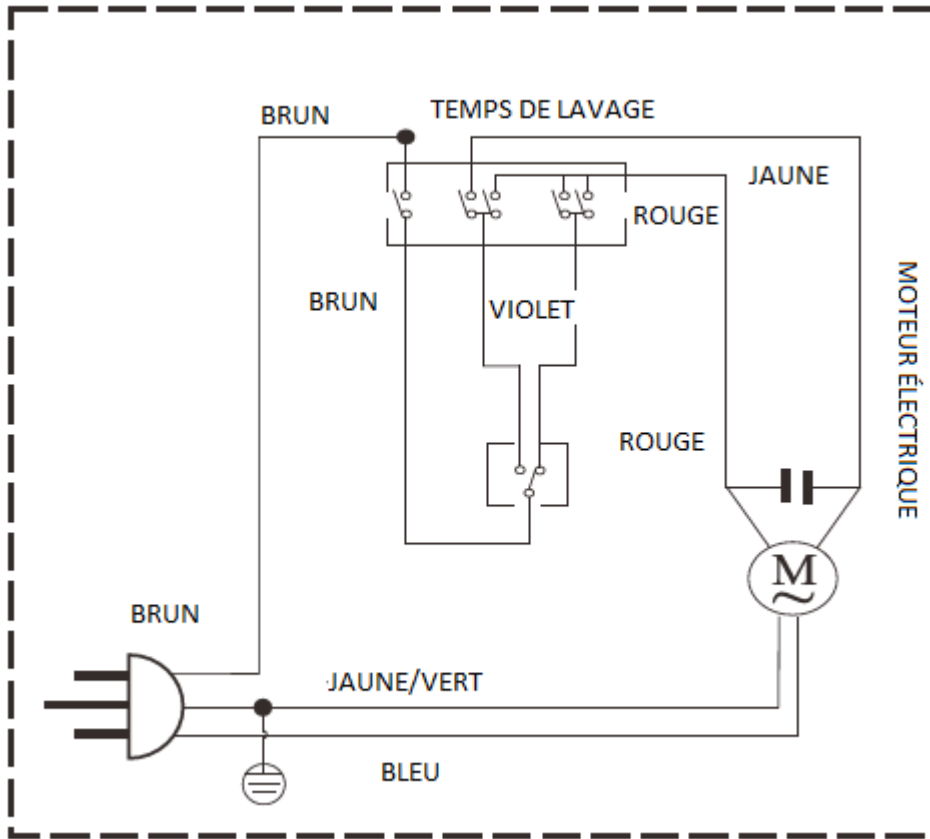 BRUN
TEMPS DE LAVAGE
JAUNE
ROUGE
BRUN
VIOLET
MOTEUR ÉLECTRIQUE
ROUGE
M
BRUN
JAUNE/VERT
BLEU